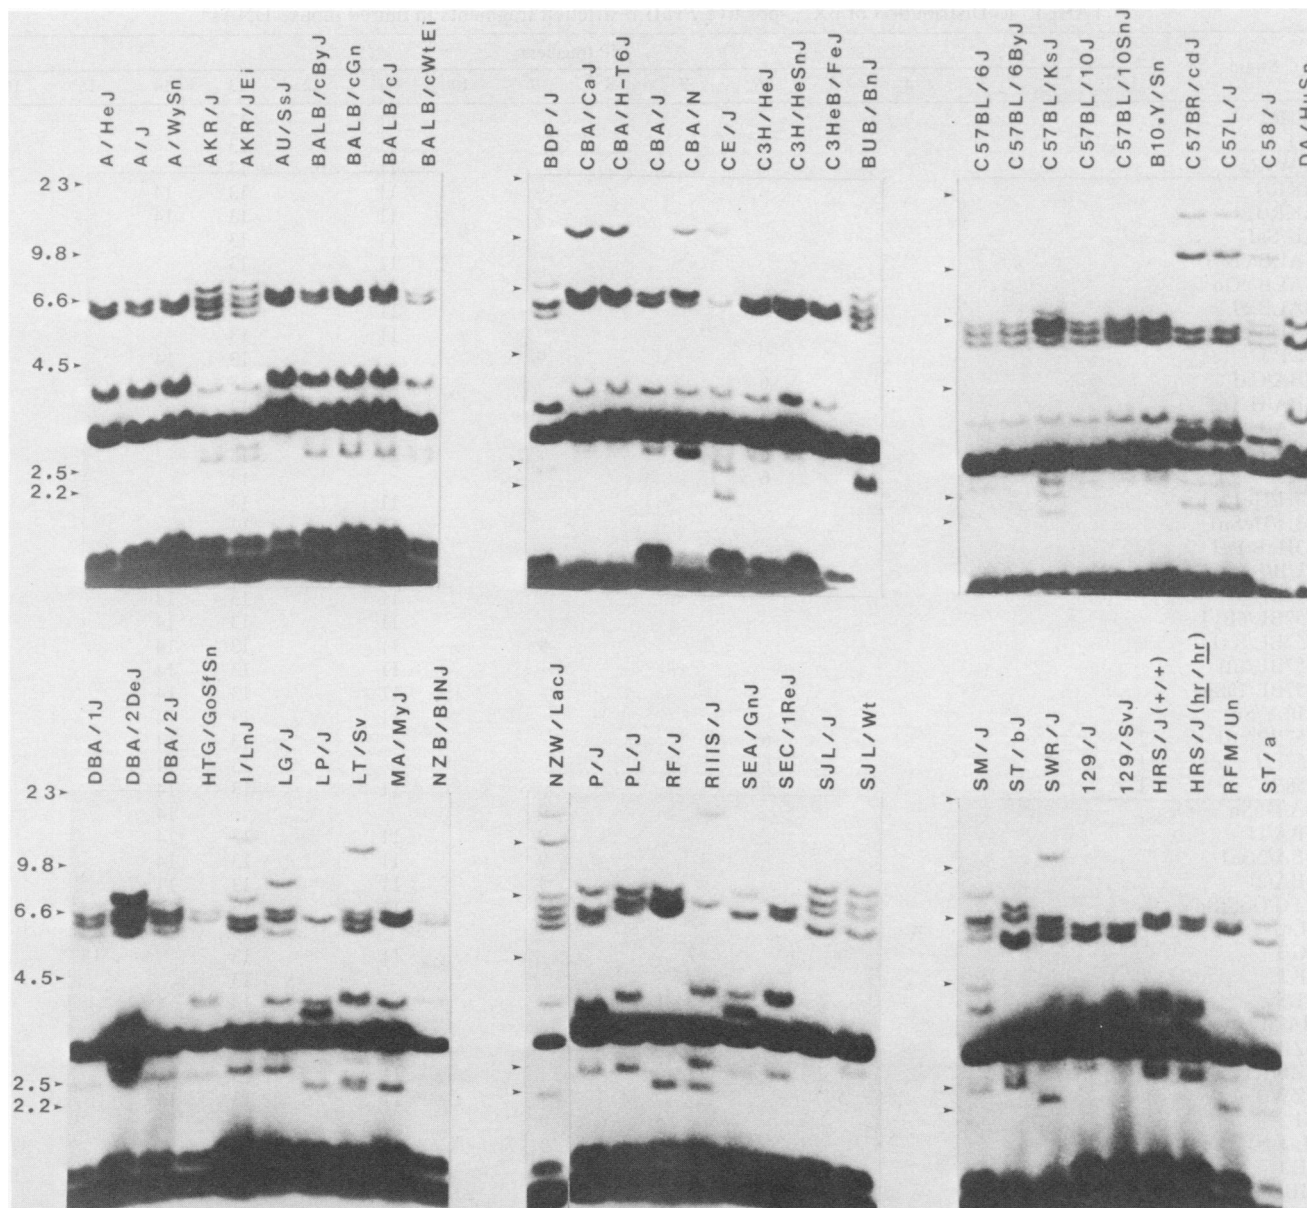 A/HeJ
A/J
A/WySn
AKR/J
AKR/JEi
AU/SsJ
BALB/cByJ
BALB/cGn
BALB/cJ
BALB/cWtEi
BDP/J
CBA/CaJ
CBA/H-T6J
CBA/J
CBA/N
CE/J
C3H/HeJ
C3H/HeSnJ
C3HeB/FeJ
BUB/BnJ
C57BL/6J
C57BL/6ByJ
C57BL/KsJ
C57BL/10J
C57BL/10SnJ
B10.Y/Sn
C57BR/cdJ
C57L/J
C58/J
DA/HuSn
23
9.8
6.6
4.5
2.5
2.2
DBA/1J
DBA/2DeJ
DBA/2J
HTG/GoSfSn
I/LnJ
LG/J
LP/J
LT/Sv
MA/MyJ
NZB/BINJ
NZW/LacJ
P/J
PL/J
RF/J
RIIIS/J
SEA/GnJ
SEC/1ReJ
SJL/J
SJL/Wt
SM/J
ST/bJ
SWR/J
129/J
129/SvJ
HRS/J(+/+)
HRS/J(hr/hr)
RFM/Un
ST/a
23
9.8
6.6
4.5
2.5
2.2